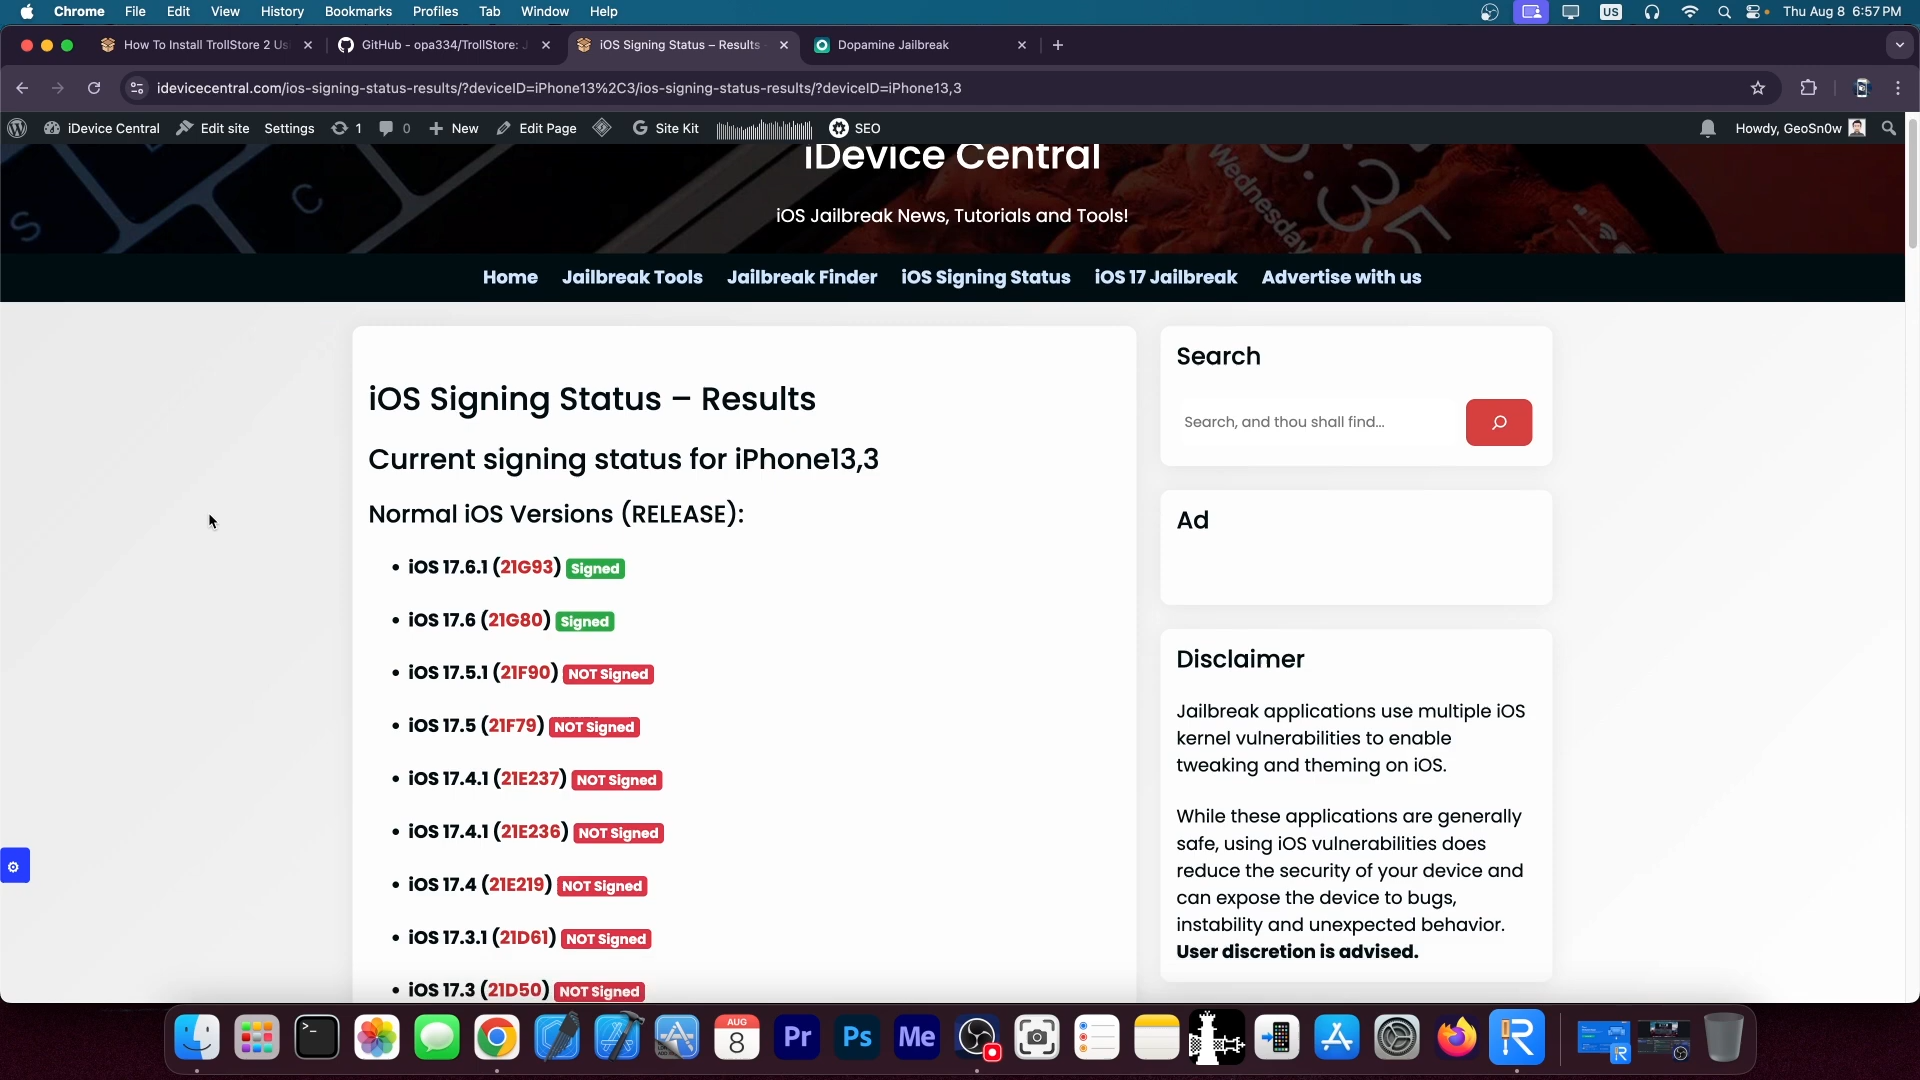 Chrome File Edit View History Bookmarks Profiles Tab Window Help US Thu Aug 8 6:57 PM
How To Install TrollStore 2 Us GitHub - opa334/TrollStore: J iOS Signing Status – Results Dopamine Jailbreak
idevicecentral.com/ios-signing-status-results/?deviceID=iPhone13%2C3/ios-signing-status-results/?deviceID=iPhone13,3
iDevice Central Edit site Settings 1 0 New Edit Page Site Kit SEO Howdy, GeoSn0w
iDevice Central
iOS Jailbreak News, Tutorials and Tools!
Wednesday
S
C
Home Jailbreak Tools Jailbreak Finder iOS Signing Status iOS 17 Jailbreak Advertise with us
iOS Signing Status – Results
Current signing status for iPhone13,3
Normal iOS Versions (RELEASE):
• iOS 17.6.1 (21G93) Signed
• iOS 17.6 (21G80) Signed
• iOS 17.5.1 (21F90) NOT Signed
• iOS 17.5 (21F79) NOT Signed
• iOS 17.4.1 (21E237) NOT Signed
• iOS 17.4.1 (21E236) NOT Signed
• iOS 17.4 (21E219) NOT Signed
• iOS 17.3.1 (21D61) NOT Signed
• iOS 17.3 (21D50) NOT Signed
Search
Search, and thou shall find...
Ad
Disclaimer
Jailbreak applications use multiple iOS
kernel vulnerabilities to enable
tweaking and theming on iOS.
While these applications are generally
safe, using iOS vulnerabilities does
reduce the security of your device and
can expose the device to bugs,
instability and unexpected behavior.
User discretion is advised.
AUG
8
Pr
Ps
Me